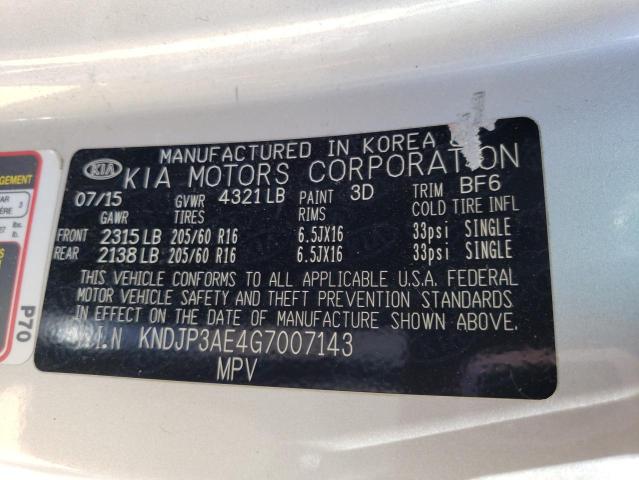 MANUFACTURED IN KOREA
KIA KIA MOTORS CORPORATION
07/15 GVWR 4321 LB PAINT 3D TRIM BF6
GAWR TIRES RIMS COLD TIRE INFL
FRONT 2315 LB 205/60 R16 6.5JX16 33psi SINGLE
REAR 2138 LB 205/60 R16 6.5JX16 33psi SINGLE
THIS VEHICLE CONFORMS TO ALL APPLICABLE U.S.A. FEDERAL
MOTOR VEHICLE SAFETY AND THEFT PREVENTION STANDARDS
IN EFFECT ON THE DATE OF MANUFACTURE SHOWN ABOVE.
V.I.N KNDJP3AE4G7007143
MPV
P70
3
lbs.